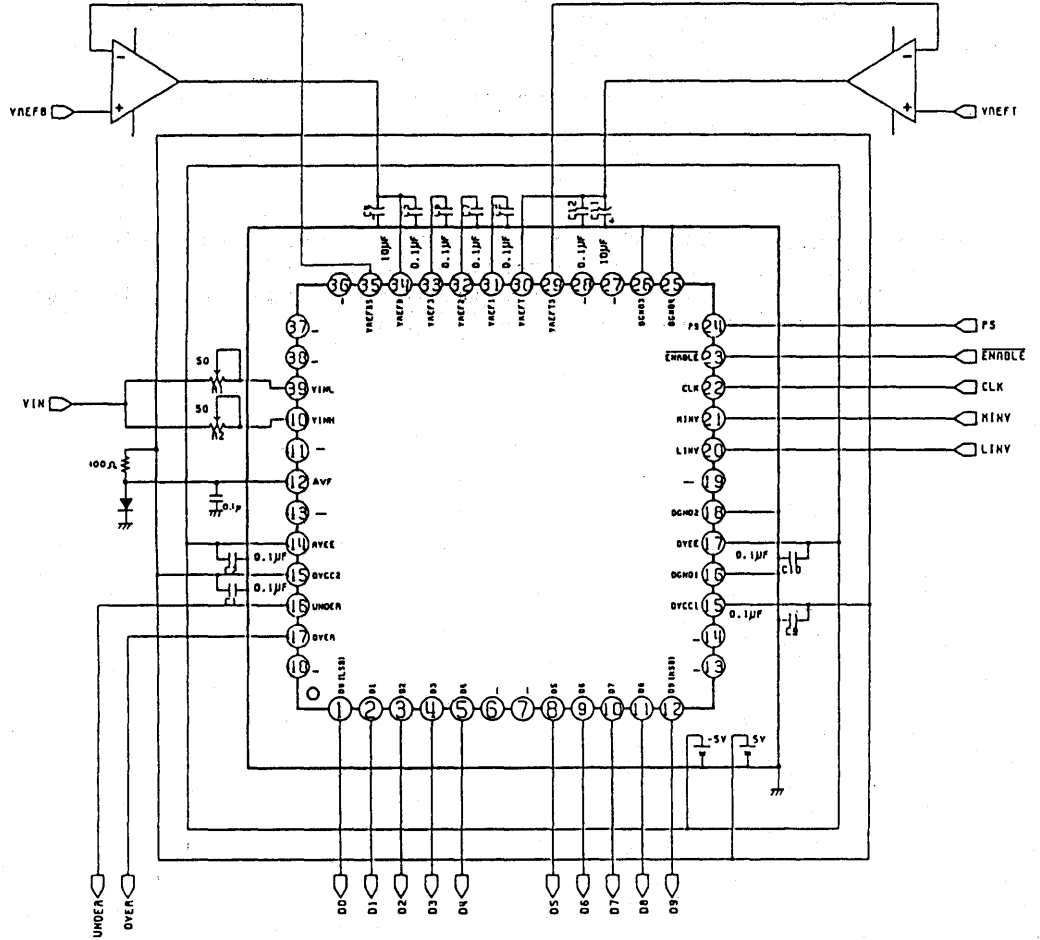 VREFB
VREFT
-
+
-
+
10µF
0.1µF
0.1µF
0.1µF
0.1µF
C12
C11
0.1µF
10µF
+
36
35
34
33
32
31
30
29
28
27
26
25
-
VREFBS
VREFB
VREF3
VREF2
VREF1
VREFT
VREFTS
-
-
DGND3
37 -
38 -
39 VINL
10 VINH
11 -
12 AVF
13 -
14 AVEE
15 DVCC2
16 UNDER
17 OVER
18 -
PS 24
ENABLE 23
CLK 22
MINV 21
LINV 20
- 19
DGND2 18
DVEE 17
DGND1 16
DVCC1 15
- 14
- 13
PS
ENABLE
CLK
MINV
LINV
VIN
50
R1
50
R2
100Ω
0.1µ
0.1µF
0.1µF
C1
0.1µF
C10
0.1µF
D0 (LSB)
D1
D2
D3
D4
-
-
D5
D6
D7
D8
D9 (MSB)
1
2
3
4
5
6
7
8
9
10
11
12
-5V
5V
UNDER
OVER
D0
D1
D2
D3
D4
D5
D6
D7
D8
D9